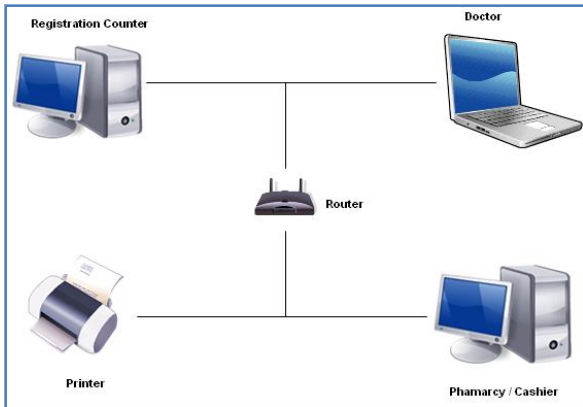 Registration Counter
Doctor
Router
Printer
Phamarcy / Cashier